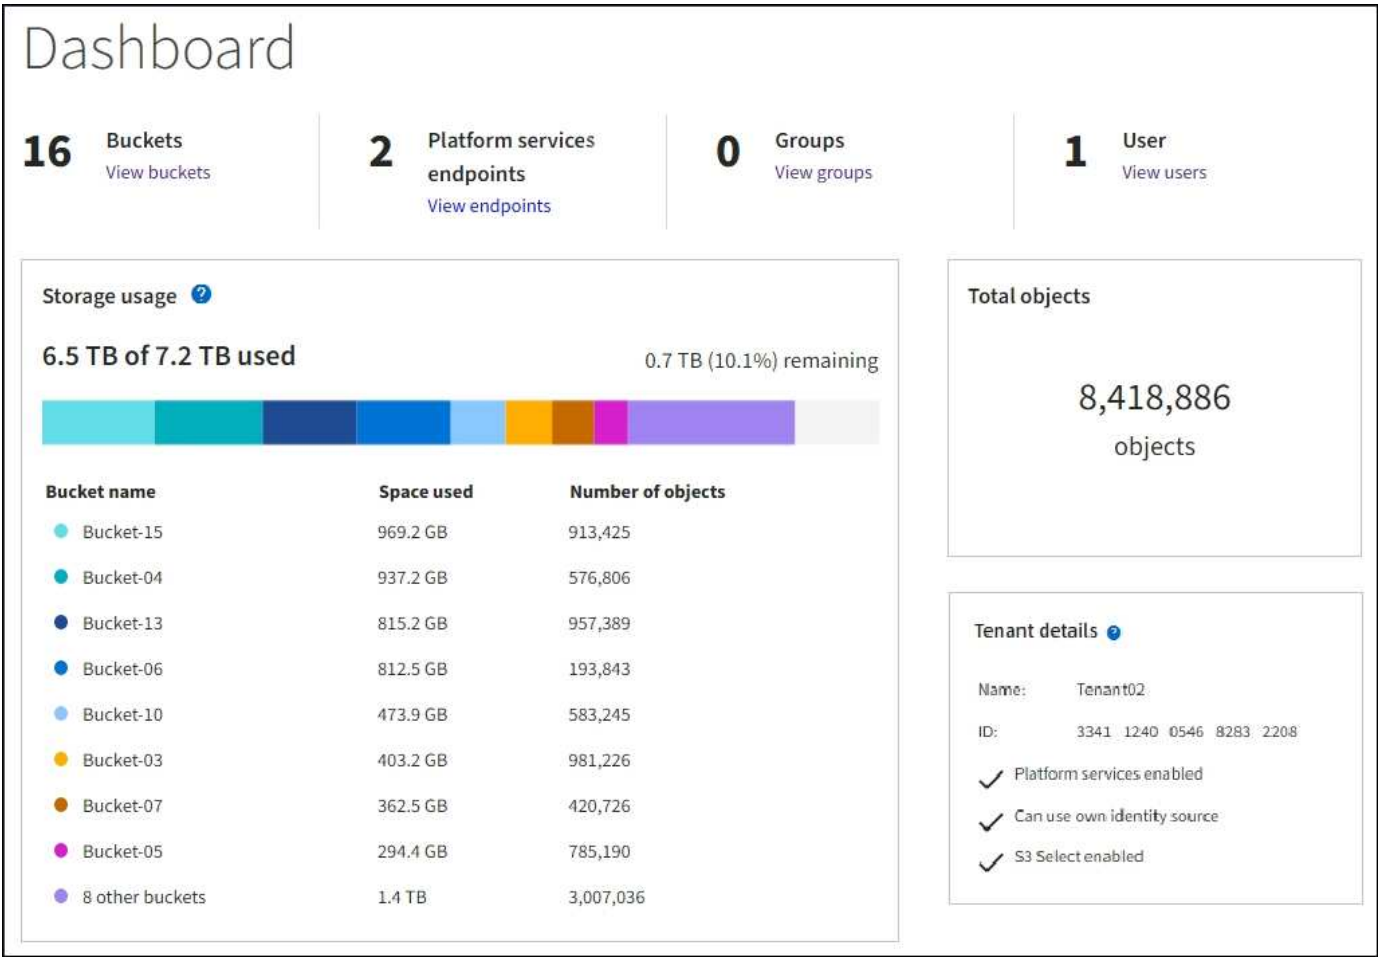 Dashboard
16 Buckets
View buckets
2 Platform services
endpoints
View endpoints
0 Groups
View groups
1 User
View users
Storage usage ?
6.5 TB of 7.2 TB used
0.7 TB (10.1%) remaining
Bucket name Space used Number of objects
Bucket-15 969.2 GB 913,425
Bucket-04 937.2 GB 576,806
Bucket-13 815.2 GB 957,389
Bucket-06 812.5 GB 193,843
Bucket-10 473.9 GB 583,245
Bucket-03 403.2 GB 981,226
Bucket-07 362.5 GB 420,726
Bucket-05 294.4 GB 785,190
8 other buckets 1.4 TB 3,007,036
Total objects
8,418,886
objects
Tenant details ?
Name: Tenant02
ID: 3341 1240 0546 8283 2208
Platform services enabled
Can use own identity source
S3 Select enabled